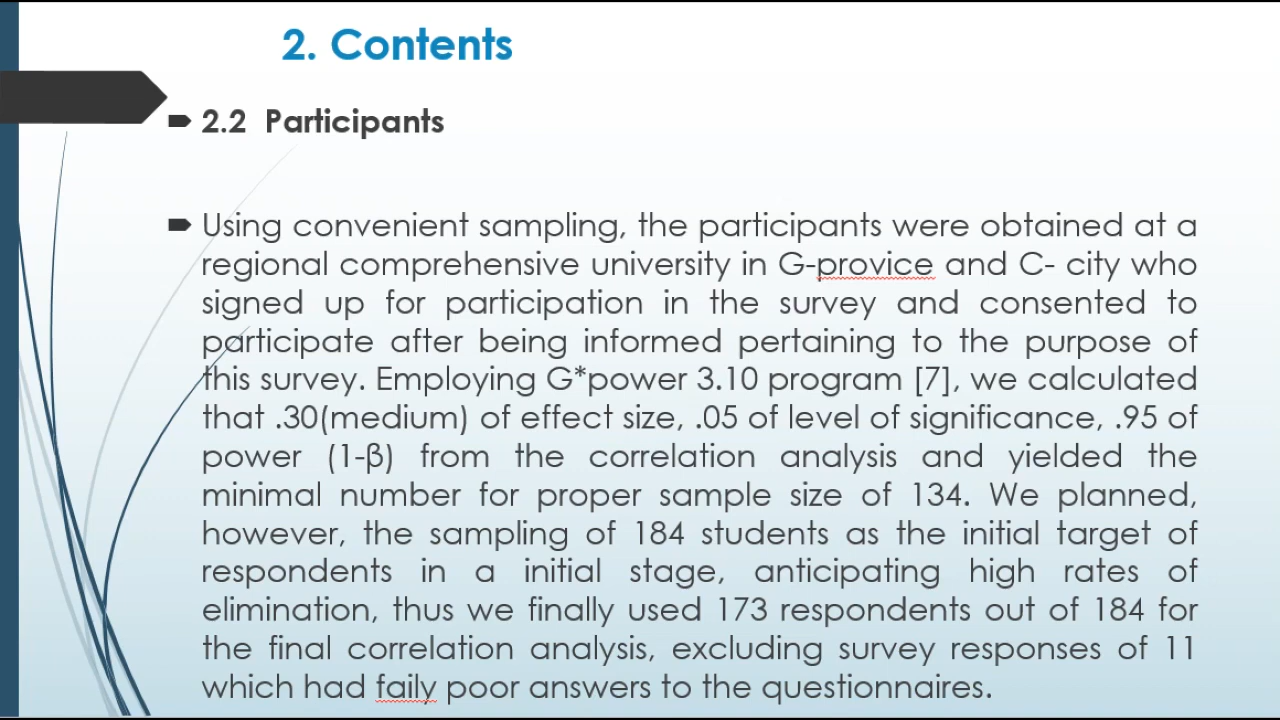 2. Contents
2.2 Participants
Using convenient sampling, the participants were obtained at a
regional comprehensive university in G-provice and C- city who
signed up for participation in the survey and consented to
participate after being informed pertaining to the purpose of
this survey. Employing G*power 3.10 program [7], we calculated
that .30(medium) of effect size, .05 of level of significance, .95 of
power (1-β) from the correlation analysis and yielded the
minimal number for proper sample size of 134. We planned,
however, the sampling of 184 students as the initial target of
respondents in a initial stage, anticipating high rates of
elimination, thus we finally used 173 respondents out of 184 for
the final correlation analysis, excluding survey responses of 11
which had faily poor answers to the questionnaires.